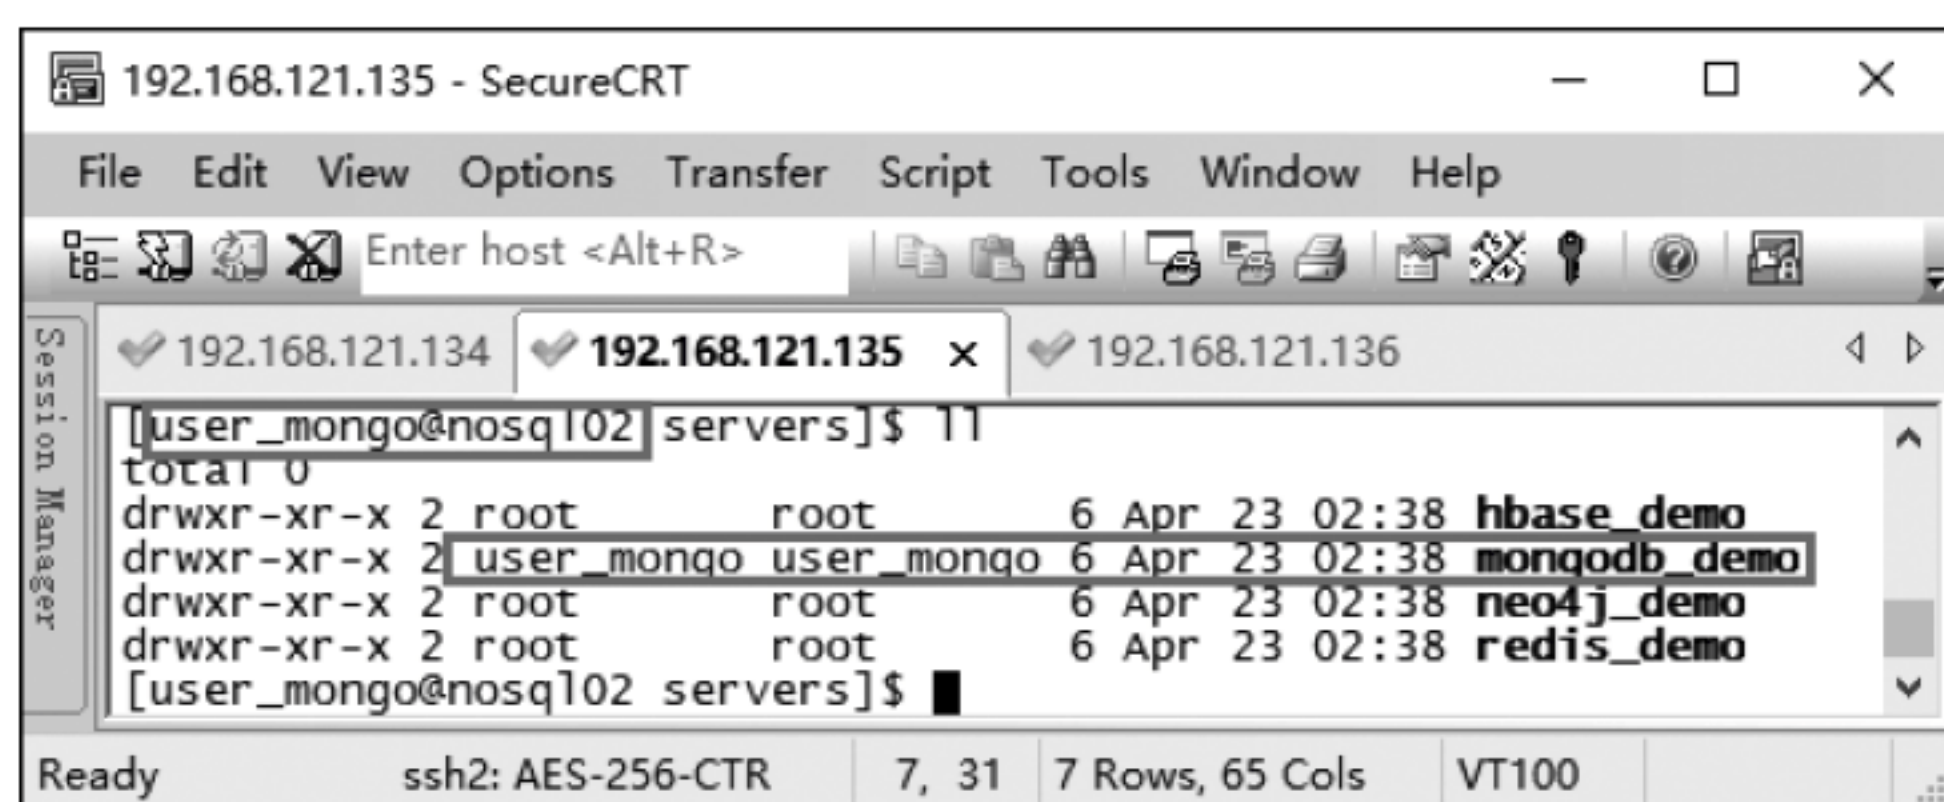 192.168.121.135 - SecureCRT
File Edit View Options Transfer Script Tools Window Help
Enter host <Alt+R>
Session Manager
192.168.121.134 192.168.121.135 × 192.168.121.136
[user_mongo@nosql02 servers]$ ll
total 0
drwxr-xr-x 2 root root 6 Apr 23 02:38 hbase_demo
drwxr-xr-x 2 user_mongo user_mongo 6 Apr 23 02:38 mongodb_demo
drwxr-xr-x 2 root root 6 Apr 23 02:38 neo4j_demo
drwxr-xr-x 2 root root 6 Apr 23 02:38 redis_demo
[user_mongo@nosql02 servers]$
Ready ssh2: AES-256-CTR 7, 31 7 Rows, 65 Cols VT100